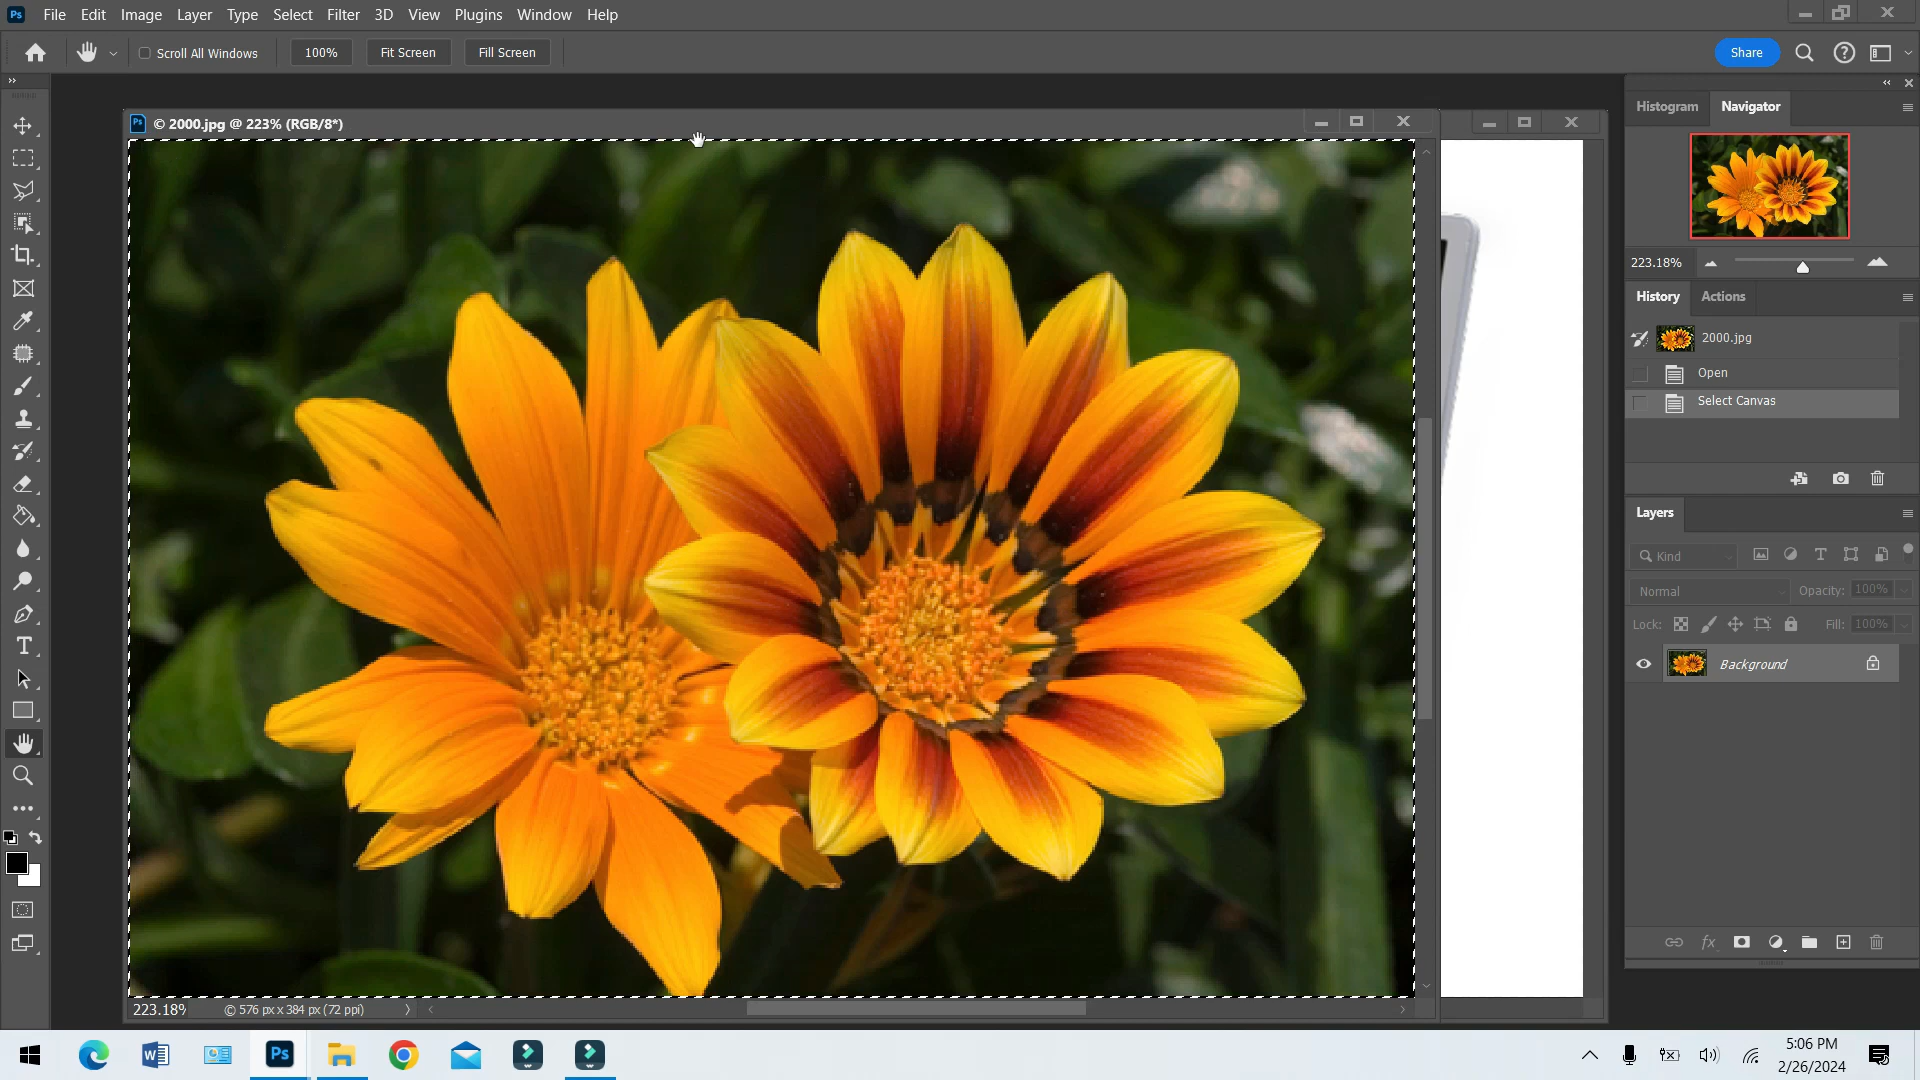 Ps File Edit Image Layer Type Select Filter 3D View Plugins Window Help
Scroll All Windows 100% Fit Screen Fill Screen Share
Ps © 2000.jpg @ 223% (RGB/8*)
Histogram Navigator
223.18%
History Actions
2000.jpg
Open
Select Canvas
Layers
Kind
Normal Opacity: 100%
Lock: Fill: 100%
Background
223.18% © 576 px x 384 px (72 ppi)
Ps
5:06 PM
2/26/2024